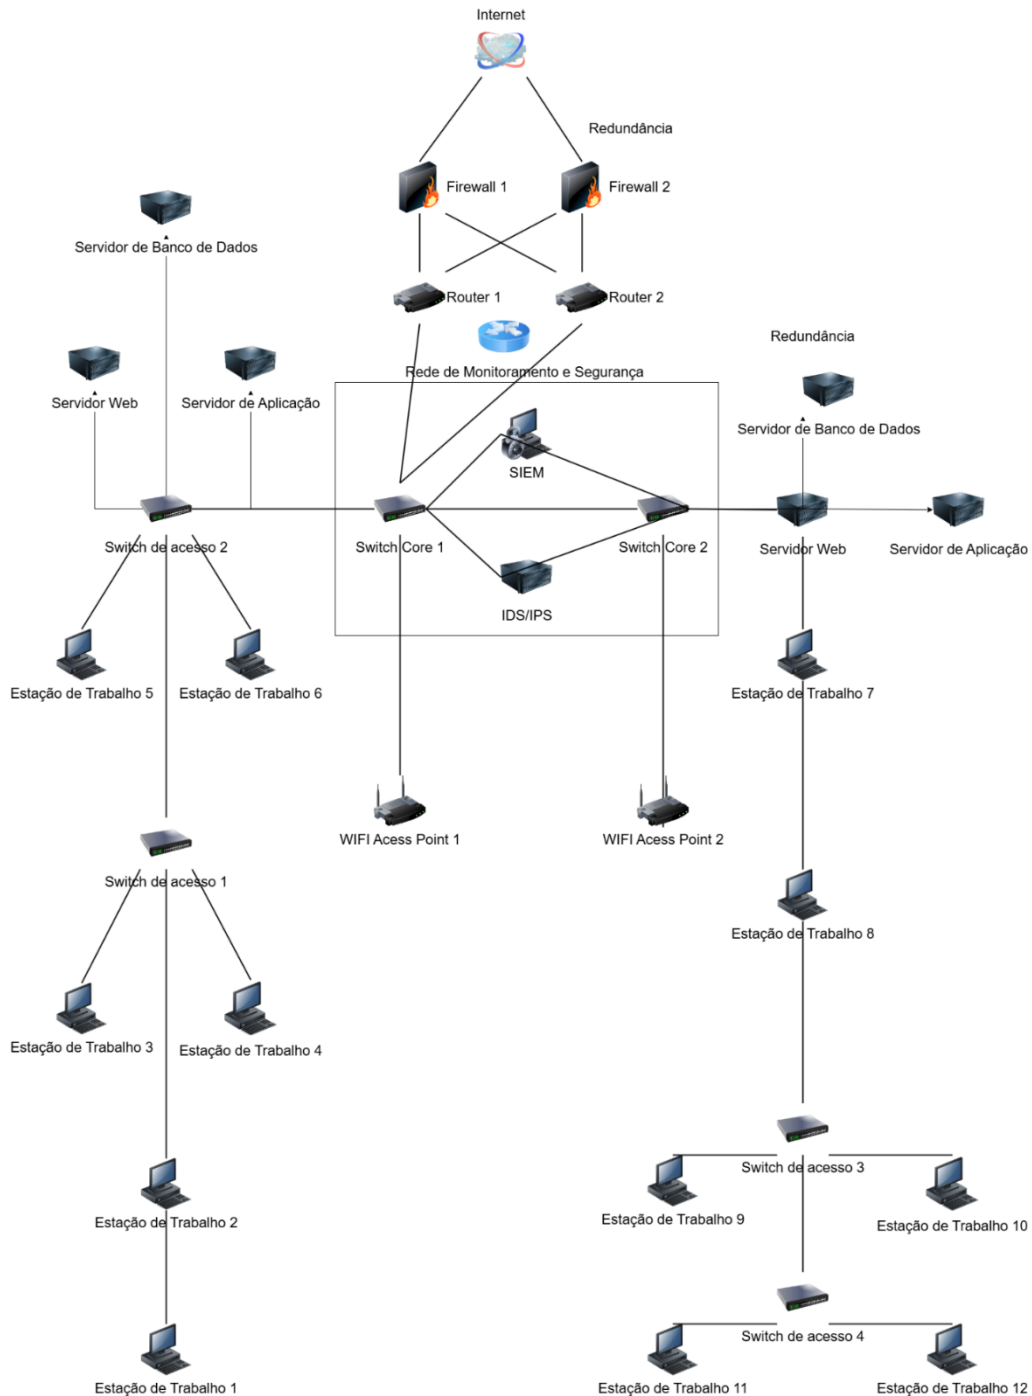 Internet
Redundância
Firewall 1
Firewall 2
Servidor de Banco de Dados
Router 1
Router 2
Redundância
Rede de Monitoramento e Segurança
Servidor Web
Servidor de Aplicação
Servidor de Banco de Dados
SIEM
Switch de acesso 2
Switch Core 1
Switch Core 2
Servidor Web
Servidor de Aplicação
IDS/IPS
Estação de Trabalho 5
Estação de Trabalho 6
Estação de Trabalho 7
WIFI Acess Point 1
WIFI Acess Point 2
Switch de acesso 1
Estação de Trabalho 8
Estação de Trabalho 3
Estação de Trabalho 4
Switch de acesso 3
Estação de Trabalho 2
Estação de Trabalho 9
Estação de Trabalho 10
Switch de acesso 4
Estação de Trabalho 1
Estação de Trabalho 11
Estação de Trabalho 12